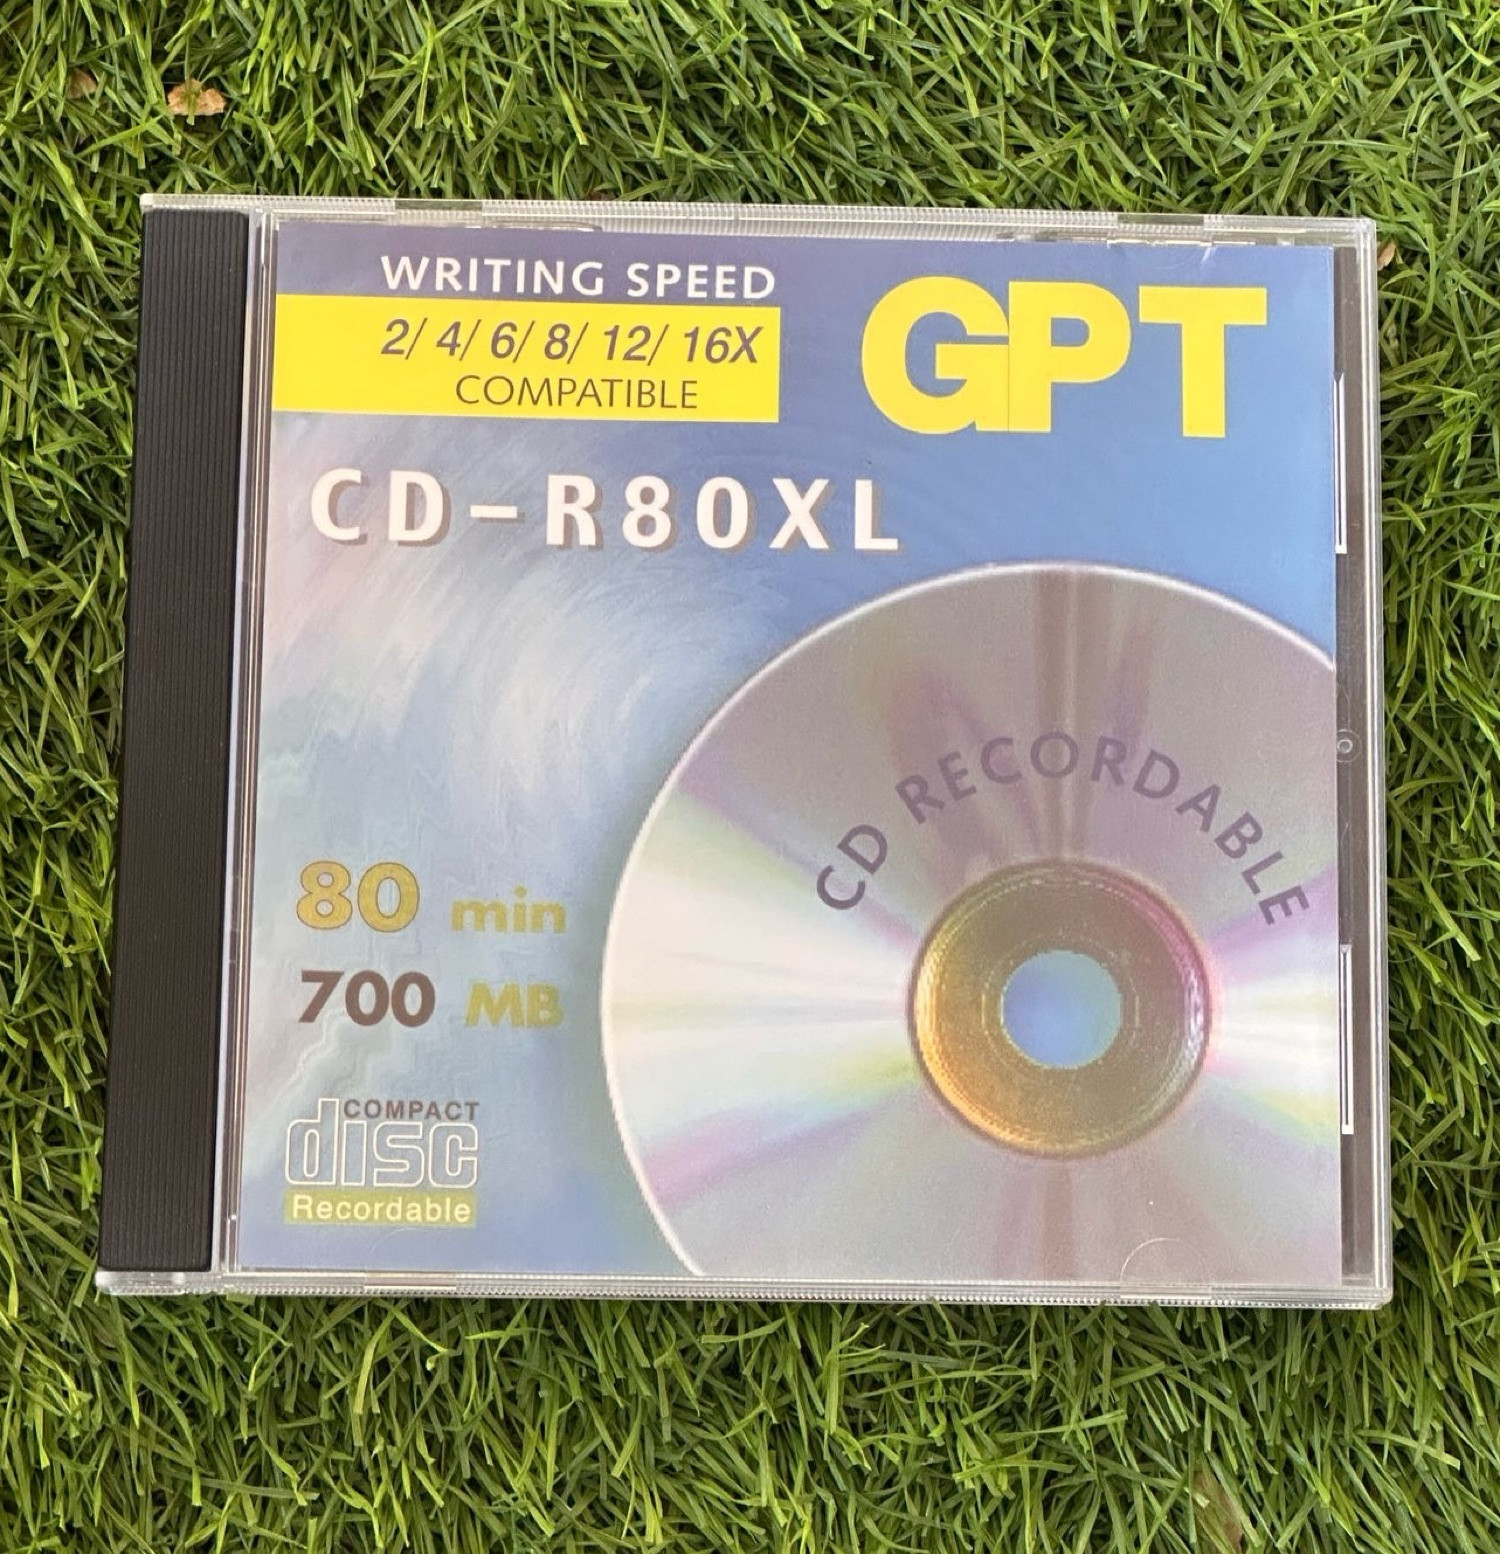 WRITING SPEED
2/ 4/ 6/ 8/ 12/ 16X
COMPATIBLE
GPT
CD-R80XL
CD RECORDABLE
80 min
700 MB
COMPACT
disc
Recordable